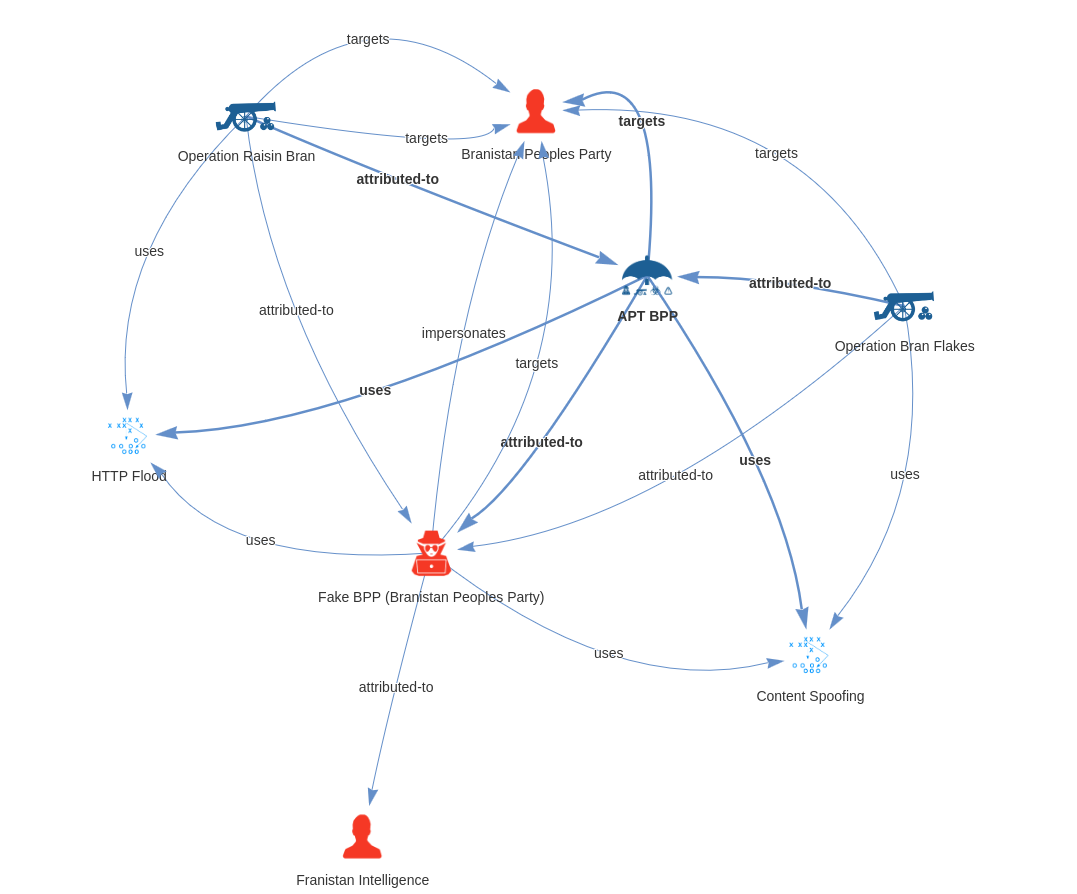 targets
targets
Branistan Peoples Party
targets
targets
Operation Raisin Bran
attributed-to
uses
attributed-to
attributed-to
APT BPP
Operation Bran Flakes
impersonates
targets
uses
attributed-to
uses
attributed-to
uses
HTTP Flood
uses
Fake BPP (Branistan Peoples Party)
uses
attributed-to
Content Spoofing
Franistan Intelligence